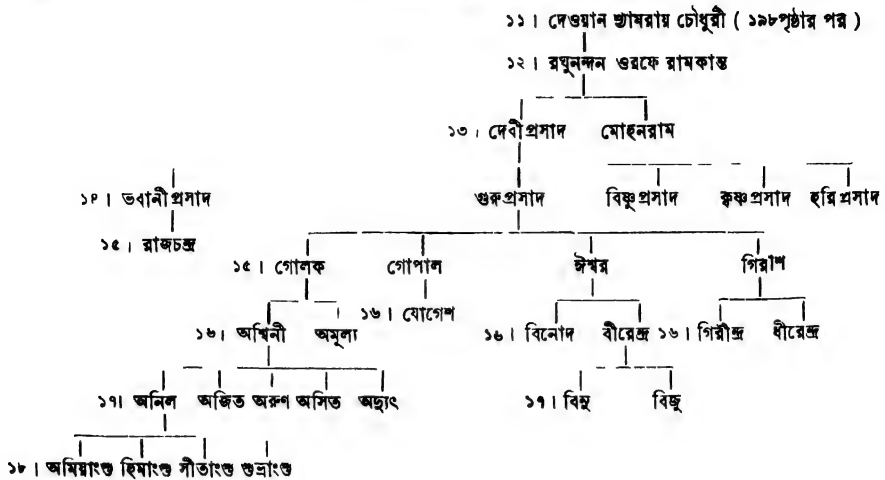 ১১। দেওয়ান শ্যামরায় চৌধুরী ( ১৯৮পৃষ্ঠার পর )
১২। রঘুনন্দন ওরফে রামকান্ত
১৩। দেবীপ্রসাদ মোহনরাম
১৪। ভবানীপ্রসাদ গুরুপ্রসাদ বিষ্ণুপ্রসাদ কৃষ্ণপ্রসাদ হরিপ্রসাদ
১৫। রাজচন্দ্র
১৫। গোলক গোপাল ঈশ্বর গিরীশ
১৬। অশ্বিনী অমূল্য ১৬। যোগেশ ১৬। বিনোদ বীরেন্দ্র ১৬। গিরীন্দ্র ধীরেন্দ্র
১৭। অনিল অজিত অরুণ অসিত অদ্যুৎ ১৭। বিনু বিজু
১৮। অমিয়াংশু হিমাংশু সীতাংশু শুভ্রাংশু